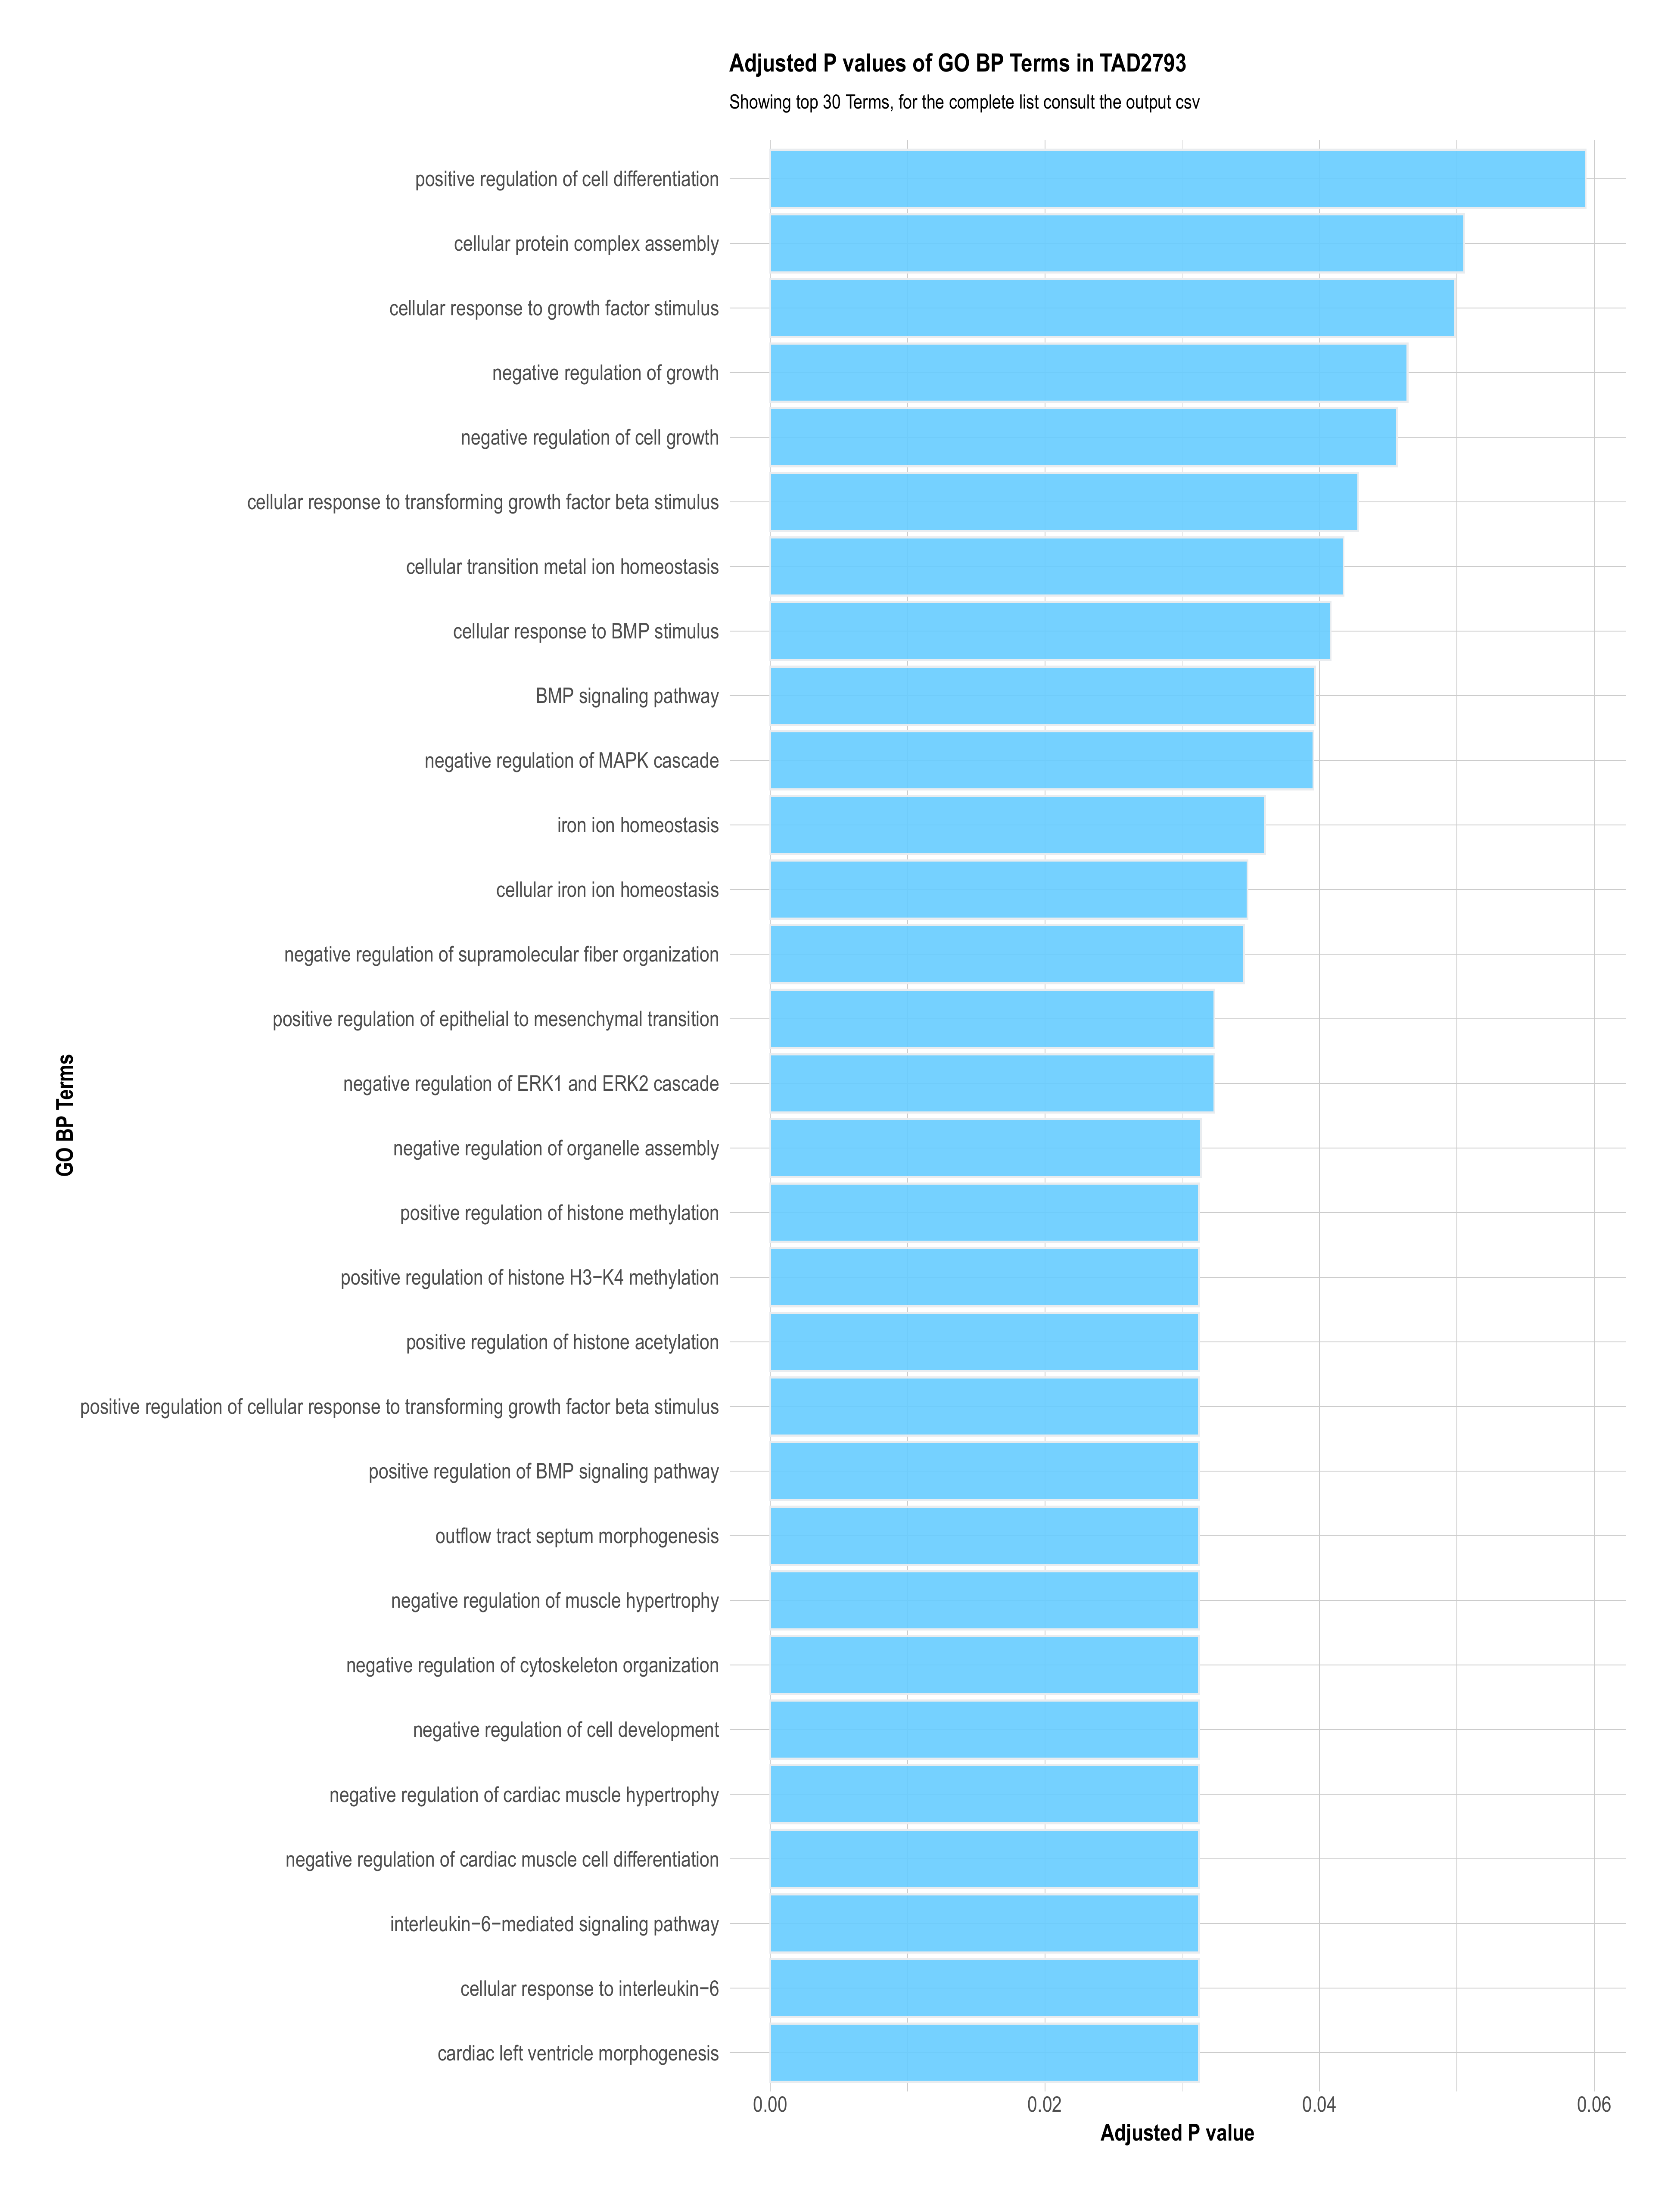 Adjusted P values of GO BP Terms in TAD2793
Showing top 30 Terms, for the complete list consult the output csv
positive regulation of cell differentiation
cellular protein complex assembly
cellular response to growth factor stimulus
negative regulation of growth
negative regulation of cell growth
cellular response to transforming growth factor beta stimulus
cellular transition metal ion homeostasis
cellular response to BMP stimulus
BMP signaling pathway
negative regulation of MAPK cascade
iron ion homeostasis
cellular iron ion homeostasis
negative regulation of supramolecular fiber organization
positive regulation of epithelial to mesenchymal transition
negative regulation of ERK1 and ERK2 cascade
negative regulation of organelle assembly
positive regulation of histone methylation
positive regulation of histone H3−K4 methylation
positive regulation of histone acetylation
positive regulation of cellular response to transforming growth factor beta stimulus
positive regulation of BMP signaling pathway
outflow tract septum morphogenesis
negative regulation of muscle hypertrophy
negative regulation of cytoskeleton organization
negative regulation of cell development
negative regulation of cardiac muscle hypertrophy
negative regulation of cardiac muscle cell differentiation
interleukin−6−mediated signaling pathway
cellular response to interleukin−6
cardiac left ventricle morphogenesis
GO BP Terms
0.00 0.02 0.04 0.06
Adjusted P value